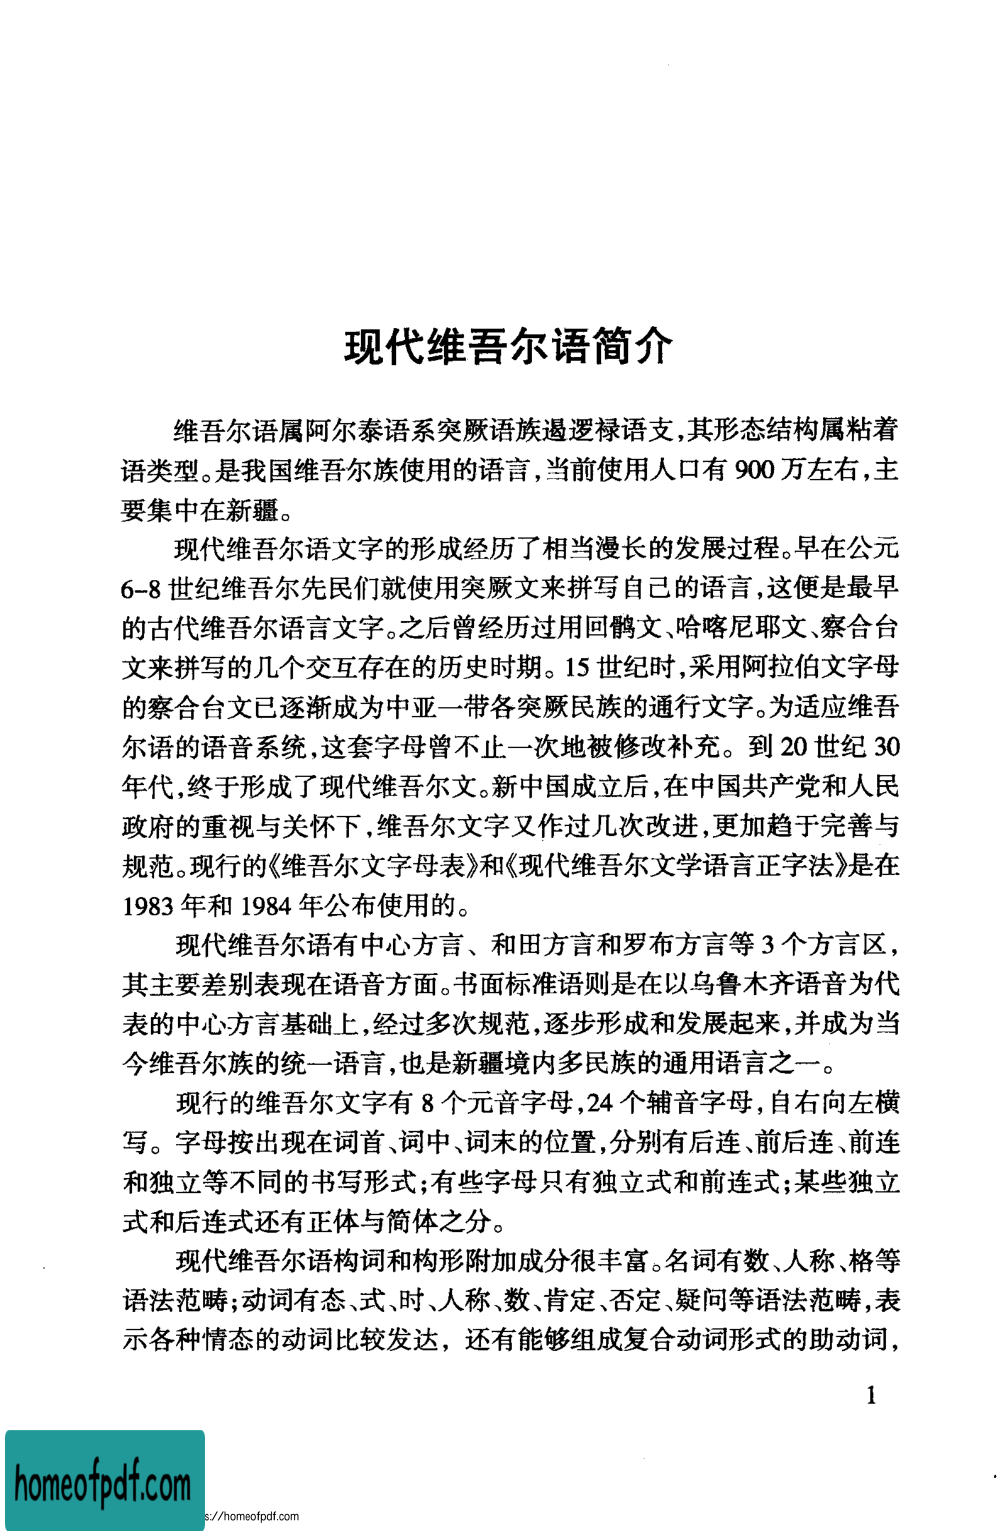 现代维吾尔语简介
维吾尔语属阿尔泰语系突厥语族遏逻禄语支,其形态结构属粘着
语类型。是我国维吾尔族使用的语言,当前使用人口有 900 万左右,主
要集中在新疆。
现代维吾尔语文字的形成经历了相当漫长的发展过程。早在公元
6-8 世纪维吾尔先民们就使用突厥文来拼写自己的语言,这便是最早
的古代维吾尔语言文字。之后曾经历过用回鹘文、哈喀尼耶文、察合台
文来拼写的几个交互存在的历史时期。15 世纪时,采用阿拉伯文字母
的察合台文已逐渐成为中亚一带各突厥民族的通行文字。为适应维吾
尔语的语音系统,这套字母曾不止一次地被修改补充。到 20 世纪 30
年代,终于形成了现代维吾尔文。新中国成立后,在中国共产党和人民
政府的重视与关怀下,维吾尔文字又作过几次改进,更加趋于完善与
规范。现行的《维吾尔文字母表》和《现代维吾尔文学语言正字法》是在
1983 年和 1984 年公布使用的。
现代维吾尔语有中心方言、和田方言和罗布方言等 3 个方言区,
其主要差别表现在语音方面。书面标准语则是在以乌鲁木齐语音为代
表的中心方言基础上,经过多次规范,逐步形成和发展起来,并成为当
今维吾尔族的统一语言,也是新疆境内多民族的通用语言之一。
现行的维吾尔文字有 8 个元音字母,24 个辅音字母,自右向左横
写。字母按出现在词首、词中、词末的位置,分别有后连、前后连、前连
和独立等不同的书写形式;有些字母只有独立式和前连式;某些独立
式和后连式还有正体与简体之分。
现代维吾尔语构词和构形附加成分很丰富。名词有数、人称、格等
语法范畴;动词有态、式、时、人称、数、肯定、否定、疑问等语法范畴,表
示各种情态的动词比较发达,还有能够组成复合动词形式的助动词,
1
homeofpdf.com
s://homeofpdf.com